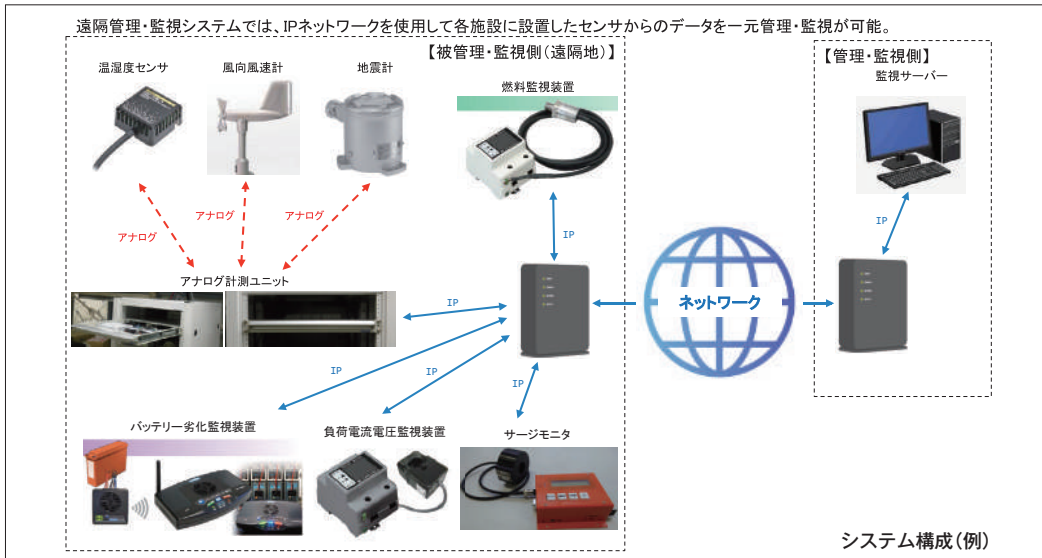 遠隔管理・監視システムでは、IPネットワークを使用して各施設に設置したセンサからのデータを一元管理・監視が可能。
【被管理・監視側（遠隔地）】
【管理・監視側】
監視サーバー
温湿度センサ
風向風速計
地震計
燃料監視装置
アナログ
アナログ
アナログ
IP
IP
アナログ計測ユニット
IP
ネットワーク
IP
IP
IP
バッテリー劣化監視装置
負荷電流電圧監視装置
サージモニタ
システム構成（例）